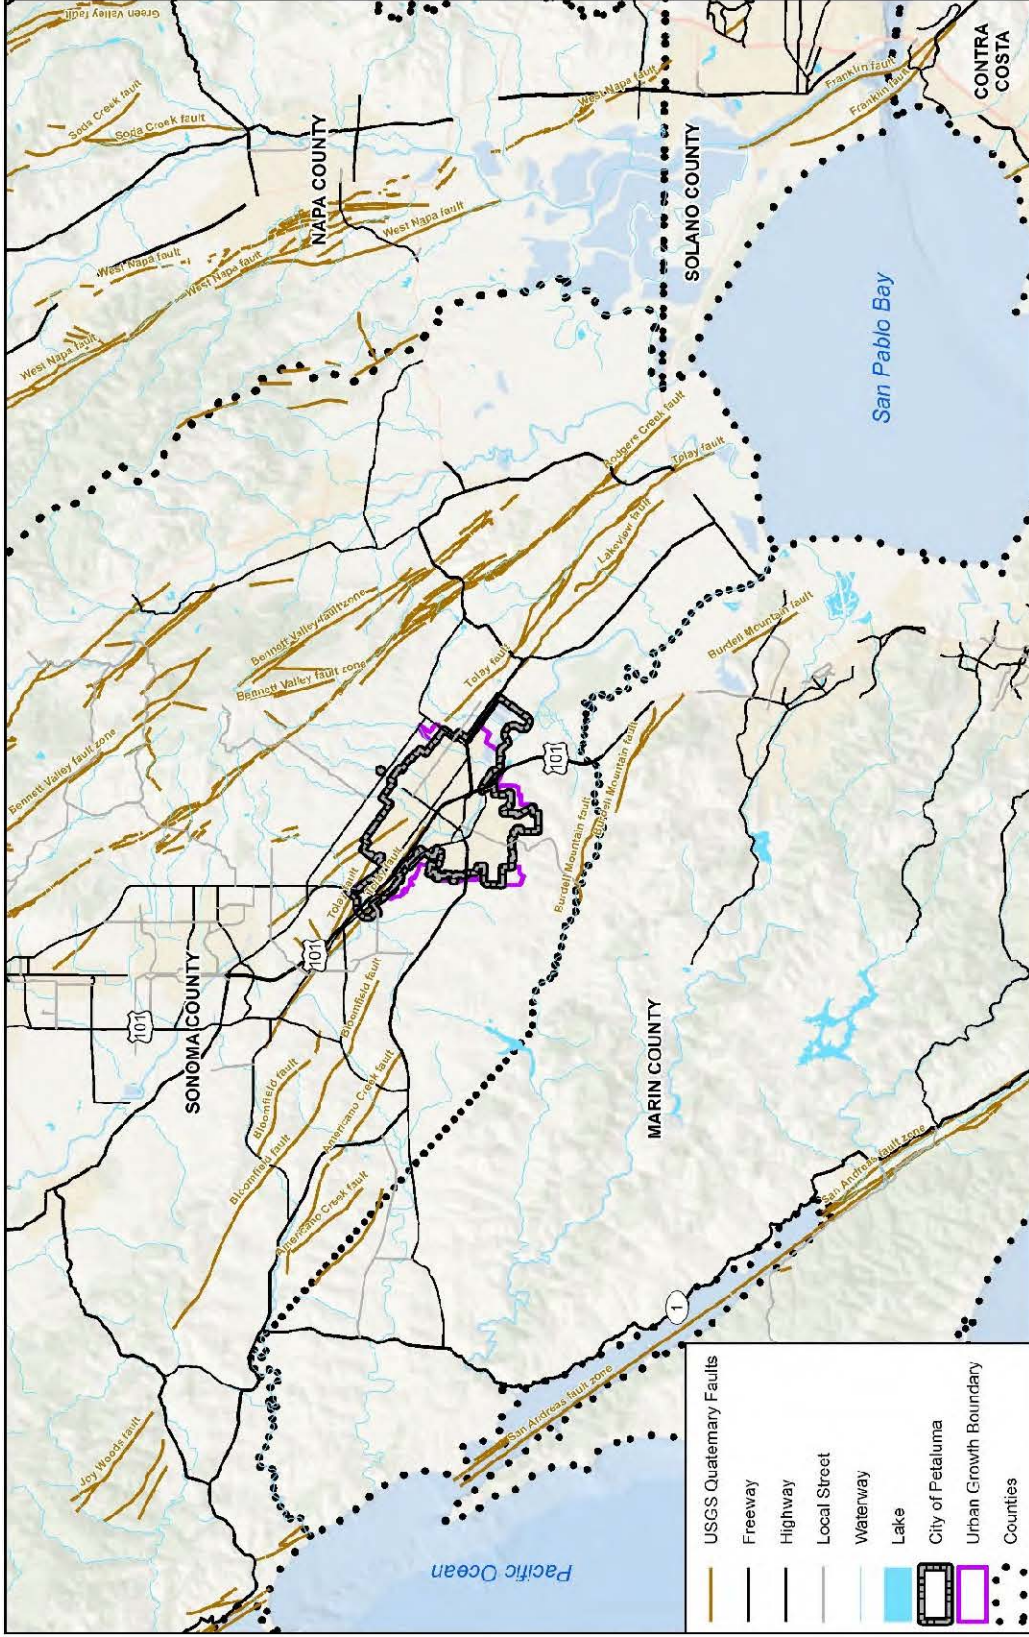 Green Valley fault
Soda Creek fault
Soda Creek fault
West Napa fault
Franklin fault
Franklin fault
CONTRA
COSTA
NAPA COUNTY
West Napa fault
West Napa fault
West Napa fault
West Napa fault
SOLANO COUNTY
San Pablo Bay
Rodgers Creek fault
Tolay fault
Lakeview fault
Bennett Valley fault zone
Bennett Valley fault zone
Bennett Valley fault zone
Tolay fault
Burdell Mountain fault
101
Burdell Mountain fault
Burdell Mountain fault
Tolay fault
Tolay fault
101
101
SONOMA COUNTY
Bloomfield fault
Bloomfield fault
Bloomfield fault
Americano Creek fault
Americano Creek fault
MARIN COUNTY
San Andreas fault zone
1
San Andreas fault zone
Joy Woods fault
Pacific Ocean
USGS Quaternary Faults
Freeway
Highway
Local Street
Waterway
Lake
City of Petaluma
Urban Growth Boundary
Counties